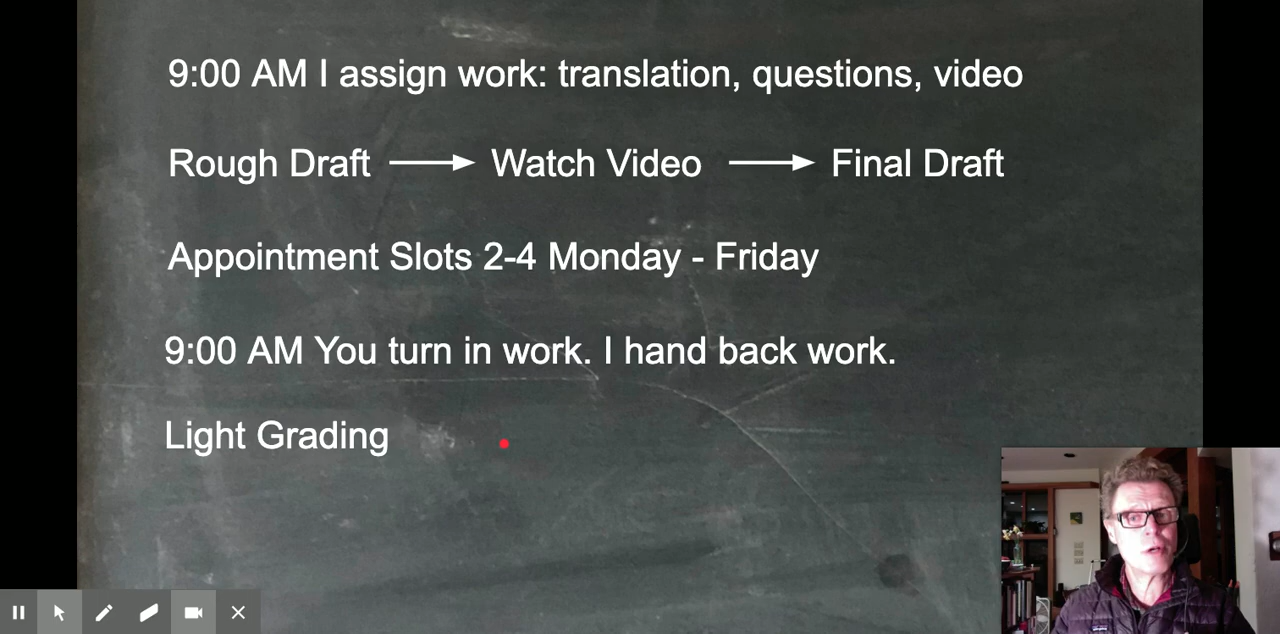 9:00 AM I assign work: translation, questions, video
Rough Draft ⟶ Watch Video ⟶ Final Draft
Appointment Slots 2-4 Monday - Friday
9:00 AM You turn in work. I hand back work.
Light Grading